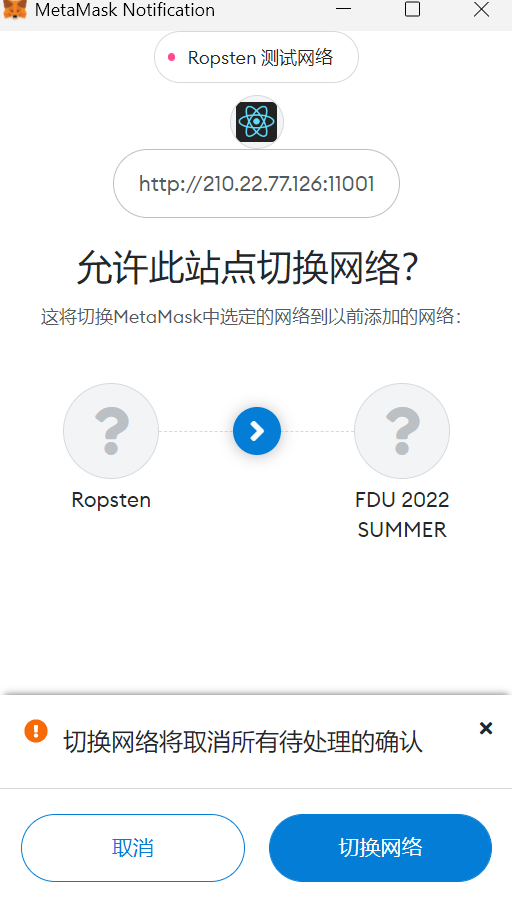 MetaMask Notification
Ropsten 测试网络
http://210.22.77.126:11001
允许此站点切换网络?
这将切换MetaMask中选定的网络到以前添加的网络:
?
?
Ropsten
FDU 2022
SUMMER
切换网络将取消所有待处理的确认
取消
切换网络